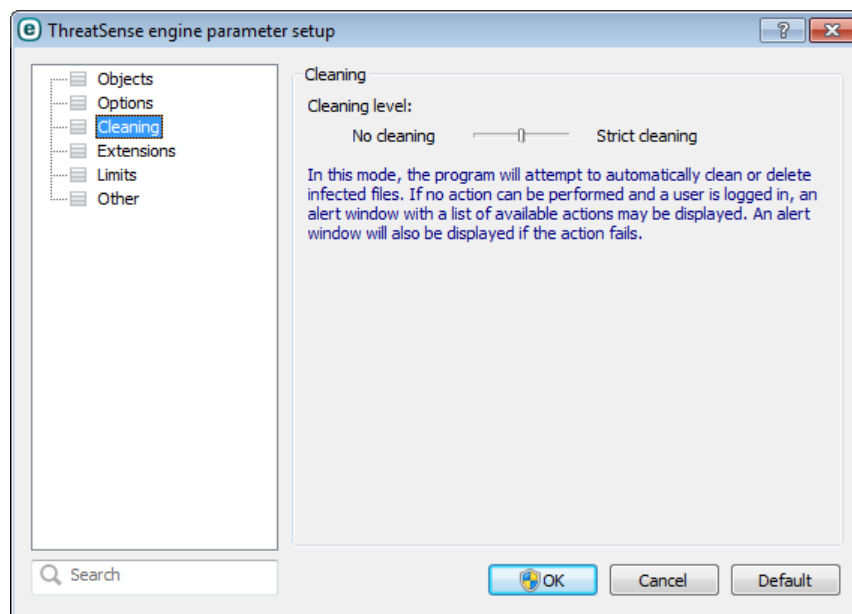 ThreatSense engine parameter setup
Objects
Options
Cleaning
Extensions
Limits
Other
Search
Cleaning
Cleaning level:
No cleaning Strict cleaning
In this mode, the program will attempt to automatically clean or delete
infected files. If no action can be performed and a user is logged in, an
alert window with a list of available actions may be displayed. An alert
window will also be displayed if the action fails.
OK Cancel Default